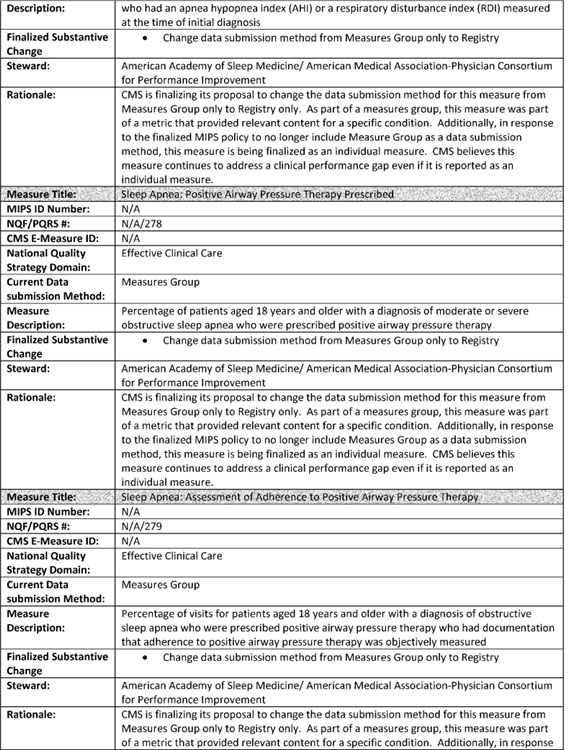 Description: who had an apnea hypopnea index (AHI) or a respiratory disturbance index (RDI) measured
at the time of initial diagnosis
Finalized Substantive • Change data submission method from Measures Group only to Registry
Change
Steward: American Academy of Sleep Medicine/ American Medical Association-Physician Consortium
for Performance Improvement
Rationale: CMS is finalizing its proposal to change the data submission method for this measure from
Measures Group only to Registry only. As part of a measures group, this measure was part
of a metric that provided relevant content for a specific condition. Additionally, in response
to the finalized MIPS policy to no longer include Measure Group as a data submission
method, this measure is being finalized as an individual measure. CMS believes this
measure continues to address a clinical performance gap even if it is reported as an
individual measure.
Measure Title: Sleep Apnea: Positive Airway Pressure Therapy Prescribed
MIPS ID Number: N/A
NQF/PQRS #: N/A/278
CMS E-Measure ID: N/A
National Quality Effective Clinical Care
Strategy Domain:
Current Data Measures Group
submission Method:
Measure Percentage of patients aged 18 years and older with a diagnosis of moderate or severe
Description: obstructive sleep apnea who were prescribed positive airway pressure therapy
Finalized Substantive • Change data submission method from Measures Group only to Registry
Change
Steward: American Academy of Sleep Medicine/ American Medical Association-Physician Consortium
for Performance Improvement
Rationale: CMS is finalizing its proposal to change the data submission method for this measure from
Measures Group only to Registry only. As part of a measures group, this measure was part
of a metric that provided relevant content for a specific condition. Additionally, in response
to the finalized MIPS policy to no longer include Measure Group as a data submission
method, this measure is being finalized as an individual measure. CMS believes this
measure continues to address a clinical performance gap even if it is reported as an
individual measure.
Measure Title: Sleep Apnea: Assessment of Adherence to Positive Airway Pressure Therapy
MIPS ID Number: N/A
NQF/PQRS #: N/A/279
CMS E-Measure ID: N/A
National Quality Effective Clinical Care
Strategy Domain:
Current Data Measures Group
submission Method:
Measure Percentage of visits for patients aged 18 years and older with a diagnosis of obstructive
Description: sleep apnea who were prescribed positive airway pressure therapy who had documentation
that adherence to positive airway pressure therapy was objectively measured
Finalized Substantive • Change data submission method from Measures Group only to Registry
Change
Steward: American Academy of Sleep Medicine/ American Medical Association-Physician Consortium
for Performance Improvement
Rationale: CMS is finalizing its proposal to change the data submission method for this measure from
Measures Group only to Registry only. As part of a measures group, this measure was part
of a metric that provided relevant content for a specific condition. Additionally, in response